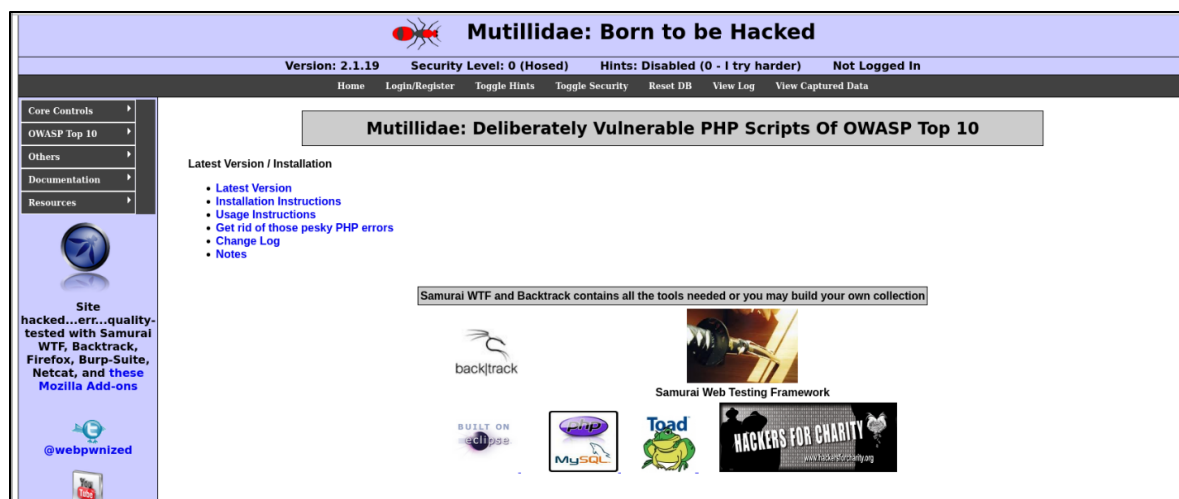 Mutillidae: Born to be Hacked
Version: 2.1.19 Security Level: 0 (Hosed) Hints: Disabled (0 - I try harder) Not Logged In
Home Login/Register Toggle Hints Toggle Security Reset DB View Log View Captured Data
Core Controls
OWASP Top 10
Others
Documentation
Resources
Site
hacked...err...quality-
tested with Samurai
WTF, Backtrack,
Firefox, Burp-Suite,
Netcat, and these
Mozilla Add-ons
@webpwnized
You
Tube
Mutillidae: Deliberately Vulnerable PHP Scripts Of OWASP Top 10
Latest Version / Installation
Latest Version
Installation Instructions
Usage Instructions
Get rid of those pesky PHP errors
Change Log
Notes
Samurai WTF and Backtrack contains all the tools needed or you may build your own collection
back|track
Samurai Web Testing Framework
BUILT ON
eclipse
php
MySQL
Toad
HACKERS FOR CHARITY
www.hackersforcharity.org